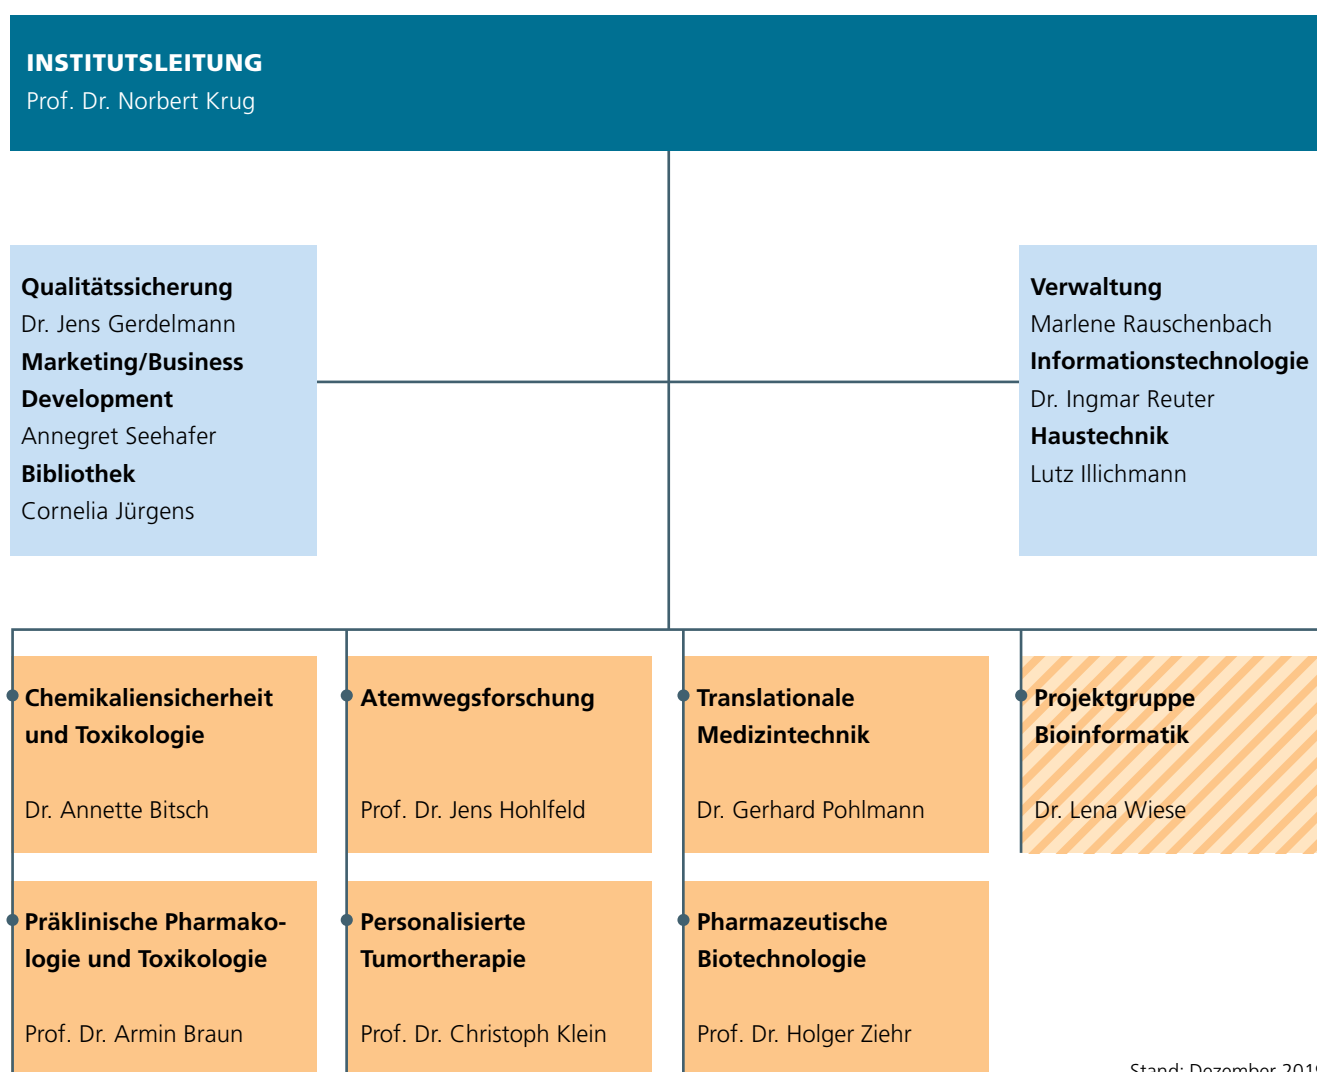 INSTITUTSLEITUNG
Prof. Dr. Norbert Krug
Qualitätssicherung
Dr. Jens Gerdelmann
Marketing/Business
Development
Annegret Seehafer
Bibliothek
Cornelia Jürgens
Verwaltung
Marlene Rauschenbach
Informationstechnologie
Dr. Ingmar Reuter
Haustechnik
Lutz Illichmann
Chemikaliensicherheit
und Toxikologie
Dr. Annette Bitsch
Atemwegsforschung
Prof. Dr. Jens Hohlfeld
Translationale
Medizintechnik
Dr. Gerhard Pohlmann
Projektgruppe
Bioinformatik
Dr. Lena Wiese
Präklinische Pharmako-
logie und Toxikologie
Prof. Dr. Armin Braun
Personalisierte
Tumortherapie
Prof. Dr. Christoph Klein
Pharmazeutische
Biotechnologie
Prof. Dr. Holger Ziehr
Stand: Dezember 2019